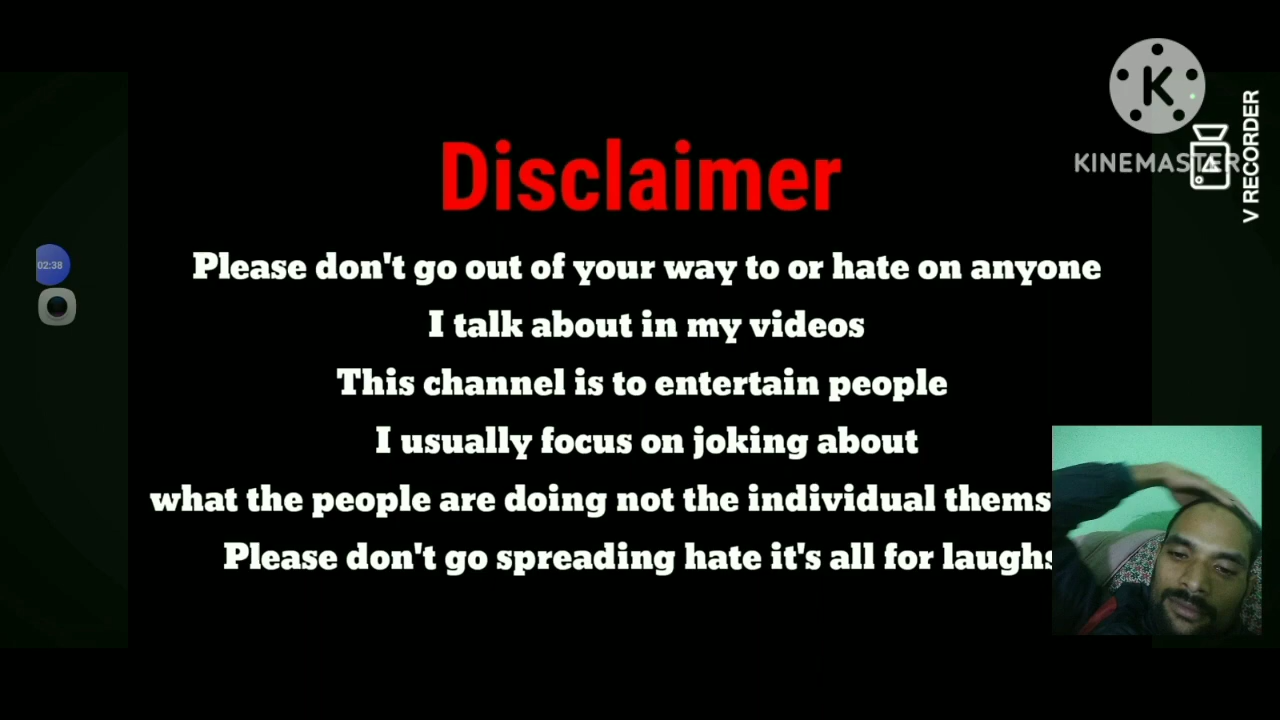 KINEMASTER
V RECORDER
Disclaimer
Please don't go out of your way to or hate on anyone
02:38
I talk about in my videos
This channel is to entertain people
I usually focus on joking about
what the people are doing not the individual thems
Please don't go spreading hate it's all for laughs